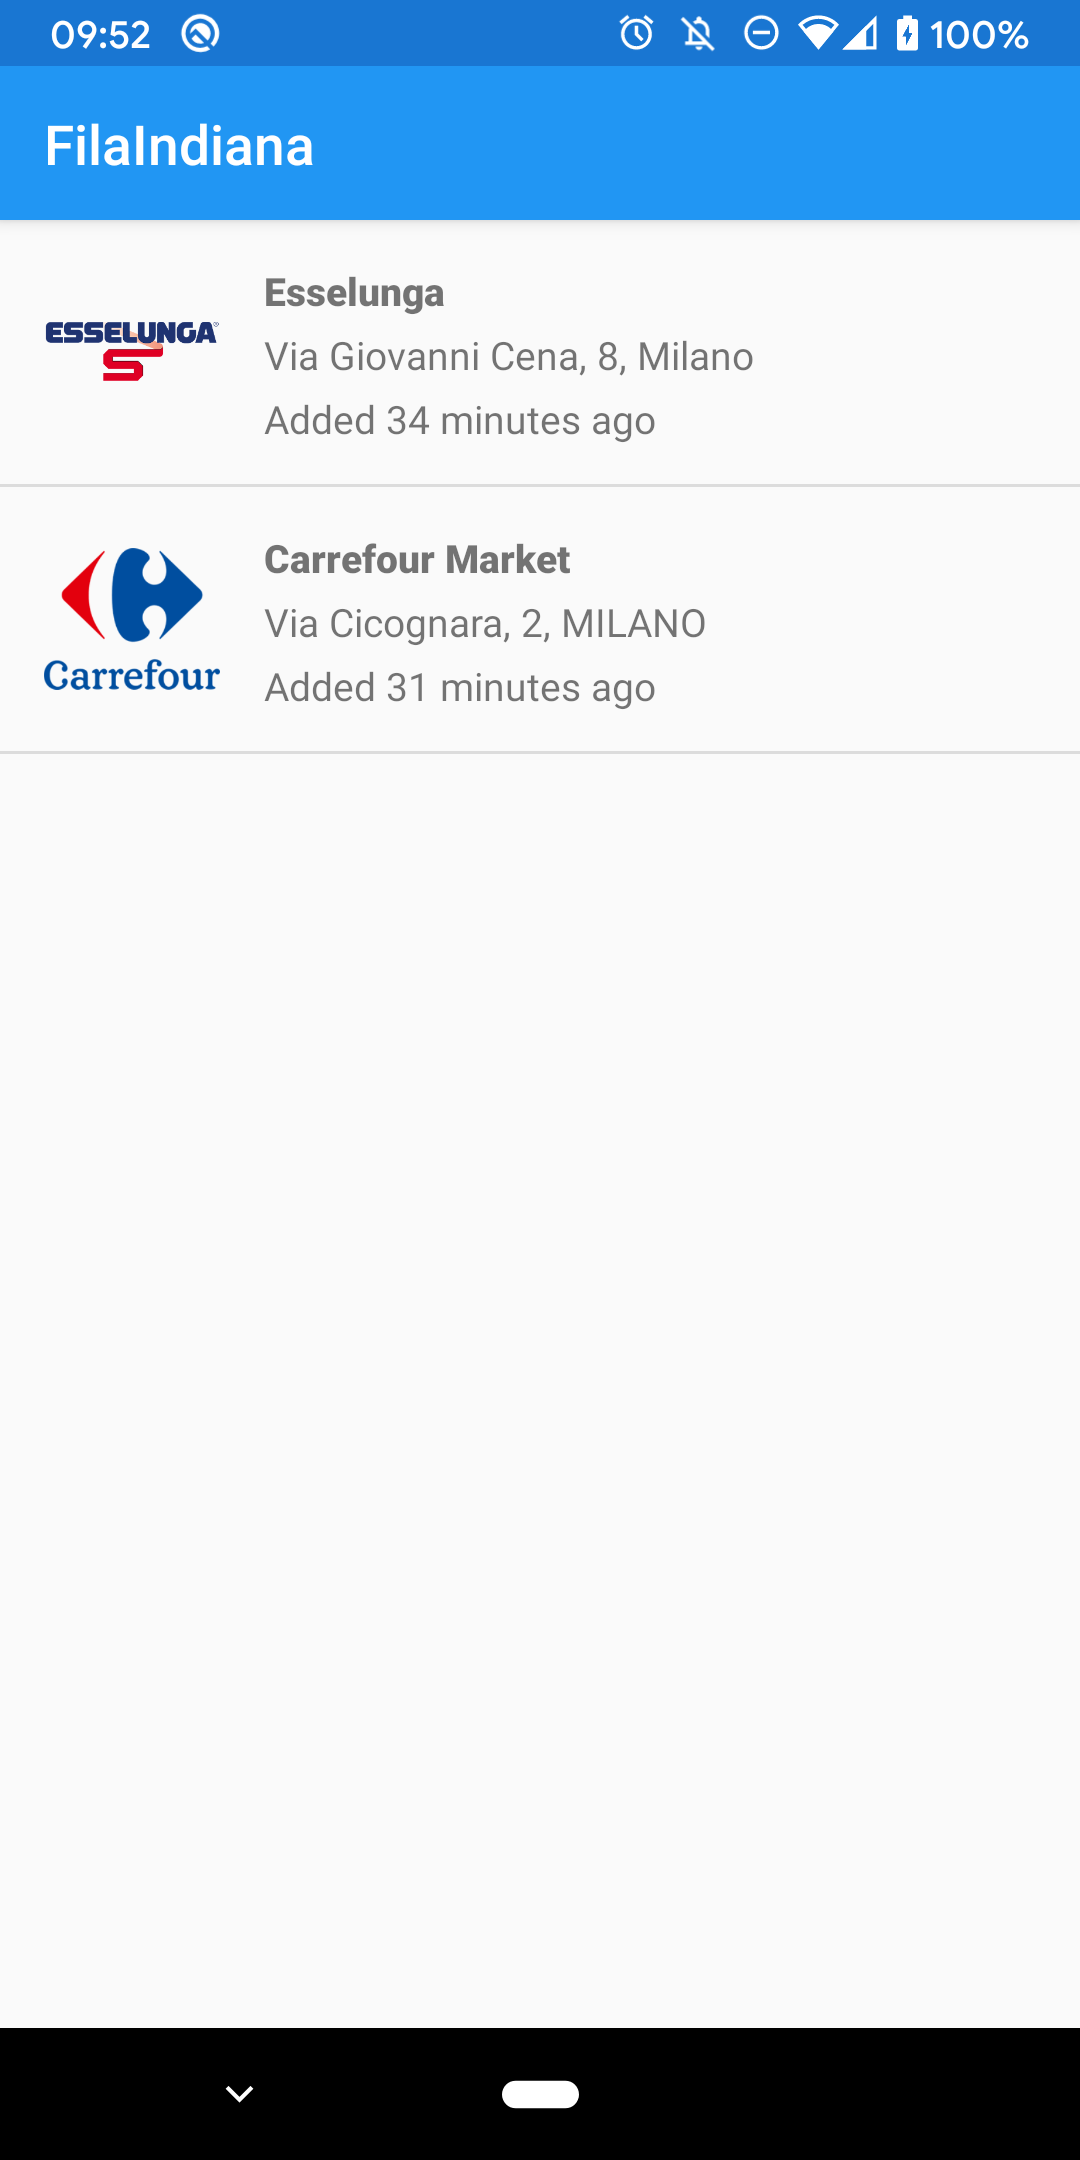 09:52 100%
FilaIndiana
ESSELUNGA®
Esselunga
Via Giovanni Cena, 8, Milano
Added 34 minutes ago
Carrefour
Carrefour Market
Via Cicognara, 2, MILANO
Added 31 minutes ago